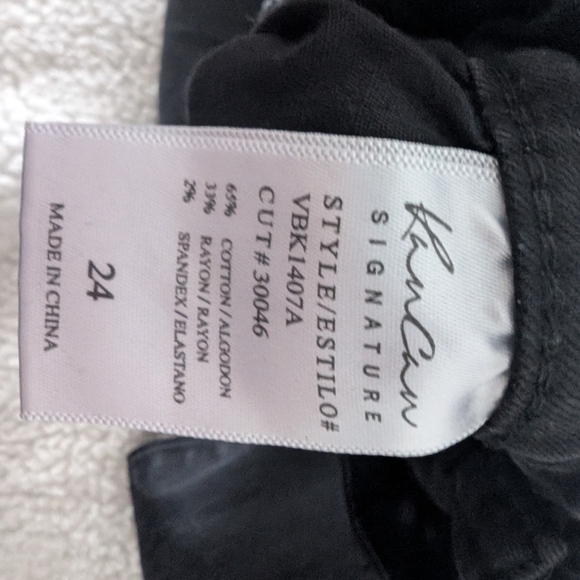 KanCan
SIGNATURE
STYLE/ESTILO#
VBK1407A
CUT#30046
65% COTTON/ALGODON
33% RAYON/RAYON
2% SPANDEX/ELASTANO
24
MADE IN CHINA